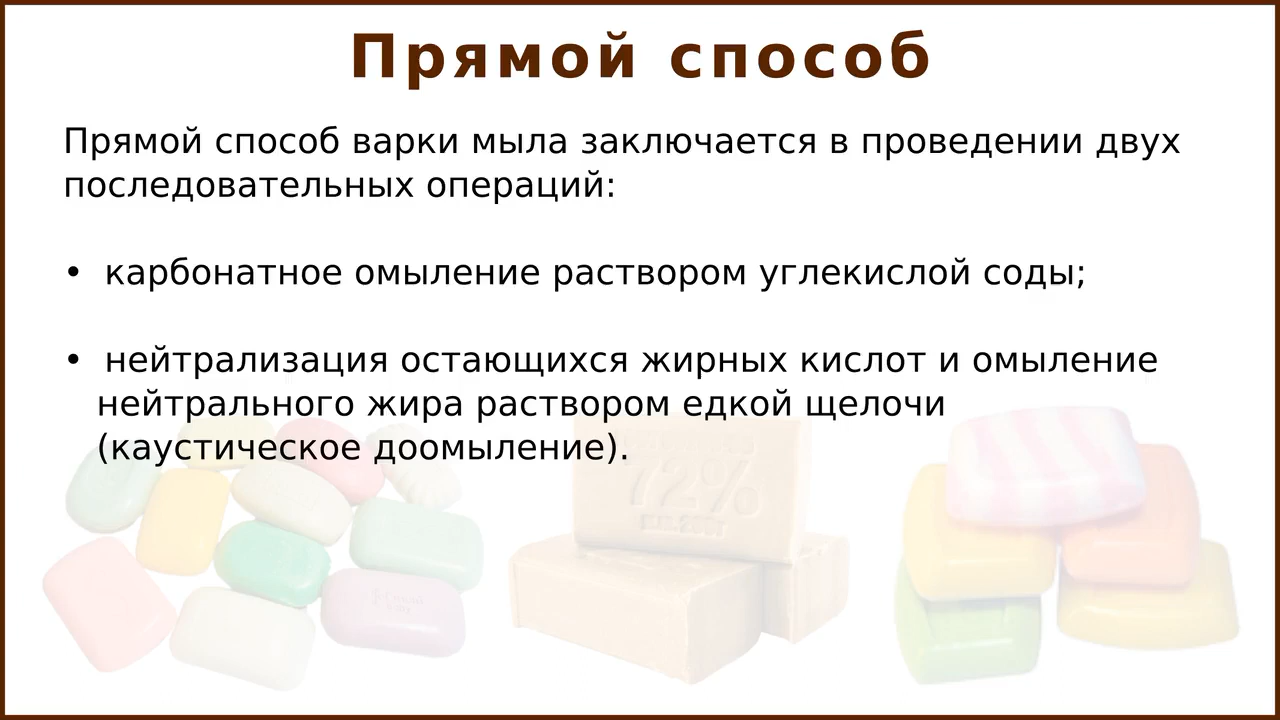 Прямой способ
Прямой способ варки мыла заключается в проведении двух
последовательных операций:
• карбонатное омыление раствором углекислой соды;
• нейтрализация остающихся жирных кислот и омыление
нейтрального жира раствором едкой щелочи
(каустическое доомыление).
72%